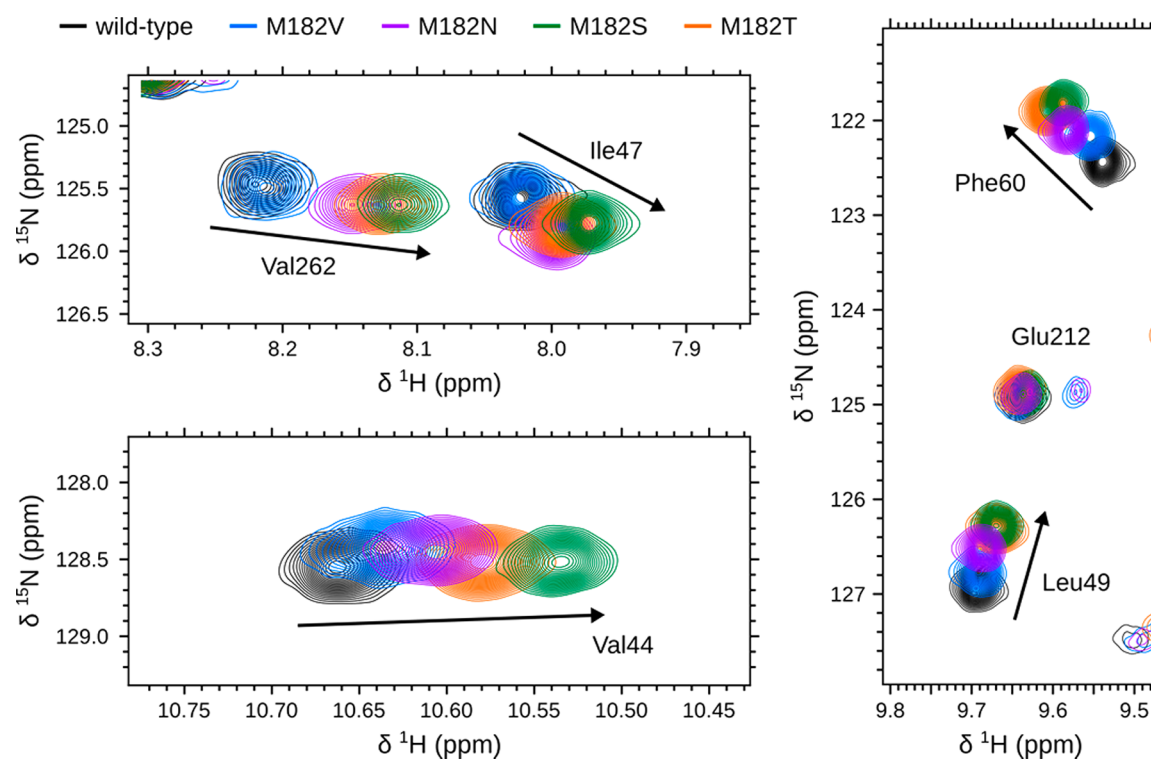 wild-type M182V M182N M182S M182T
δ ¹⁵N (ppm)
125.0
125.5
126.0
126.5
Ile47
Val262
8.3 8.2 8.1 8.0 7.9
δ ¹H (ppm)
δ ¹⁵N (ppm)
128.0
128.5
129.0
Val44
10.75 10.70 10.65 10.60 10.55 10.50 10.45
δ ¹H (ppm)
δ ¹⁵N (ppm)
122
123
124
125
126
127
Phe60
Glu212
Leu49
9.8 9.7 9.6 9.5
δ ¹H (ppm)